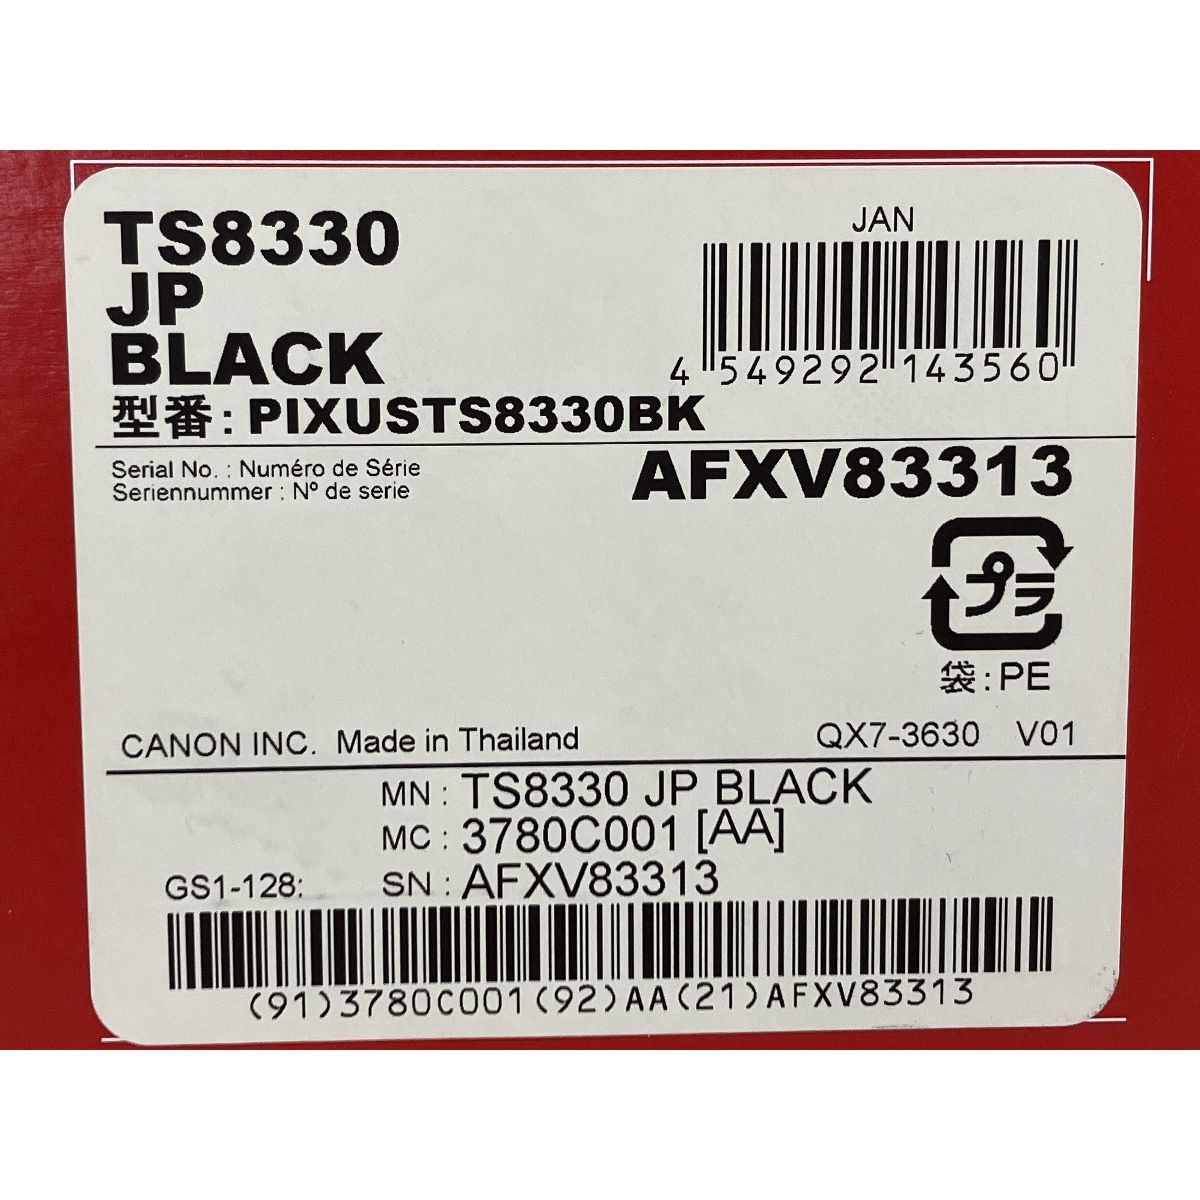 TS8330
JP
BLACK
型番: PIXUSTS8330BK
JAN
4 549292 143560
Serial No. : Numéro de Série
Seriennummer : Nº de serie
AFXV83313
プラ
袋:PE
CANON INC. Made in Thailand
QX7-3630 V01
MN : TS8330 JP BLACK
MC : 3780C001 [AA]
GS1-128: SN : AFXV83313
(91)3780C001(92)AA(21)AFXV83313